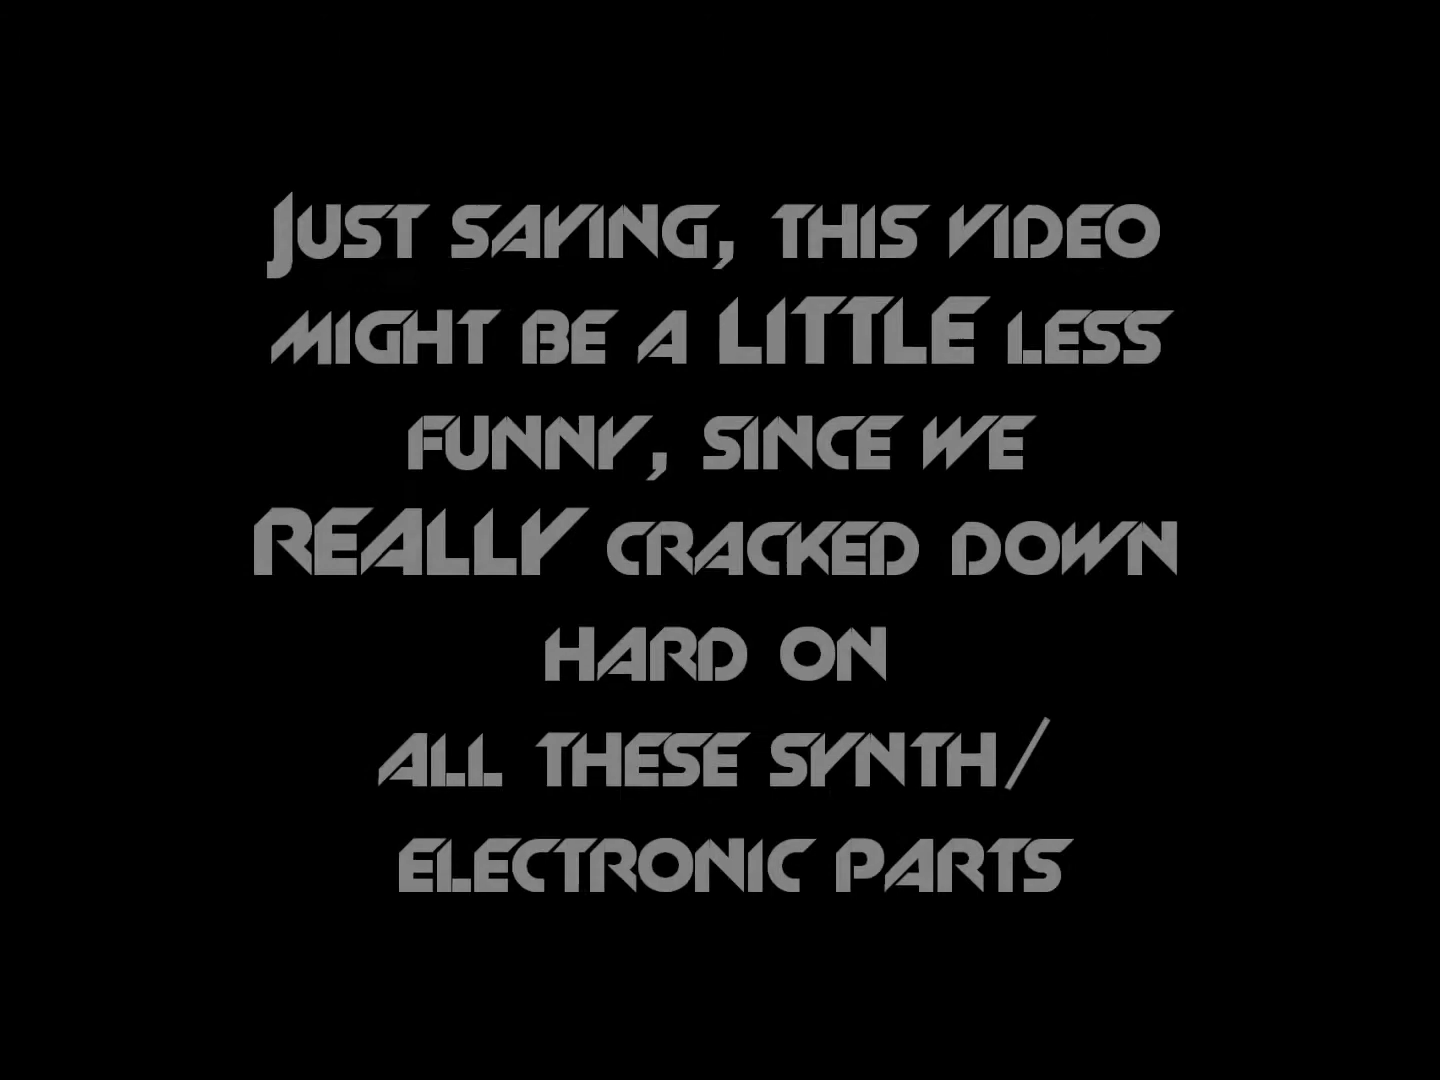 Just saying, this video
might be a LITTLE less
funny, since we
REALLY cracked down
hard on
all these synth/
electronic parts